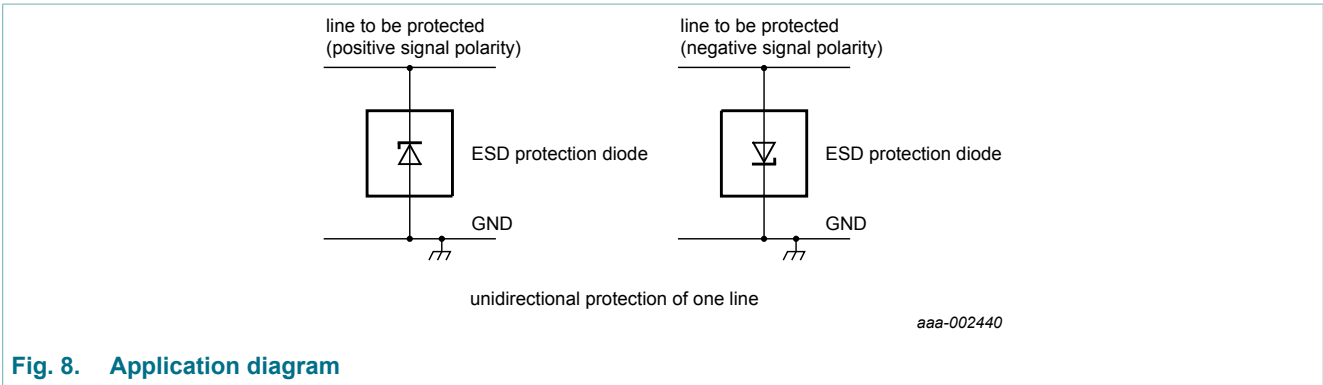 line to be protected
(positive signal polarity)
line to be protected
(negative signal polarity)
ESD protection diode
ESD protection diode
GND
GND
unidirectional protection of one line
aaa-002440
Fig. 8. Application diagram